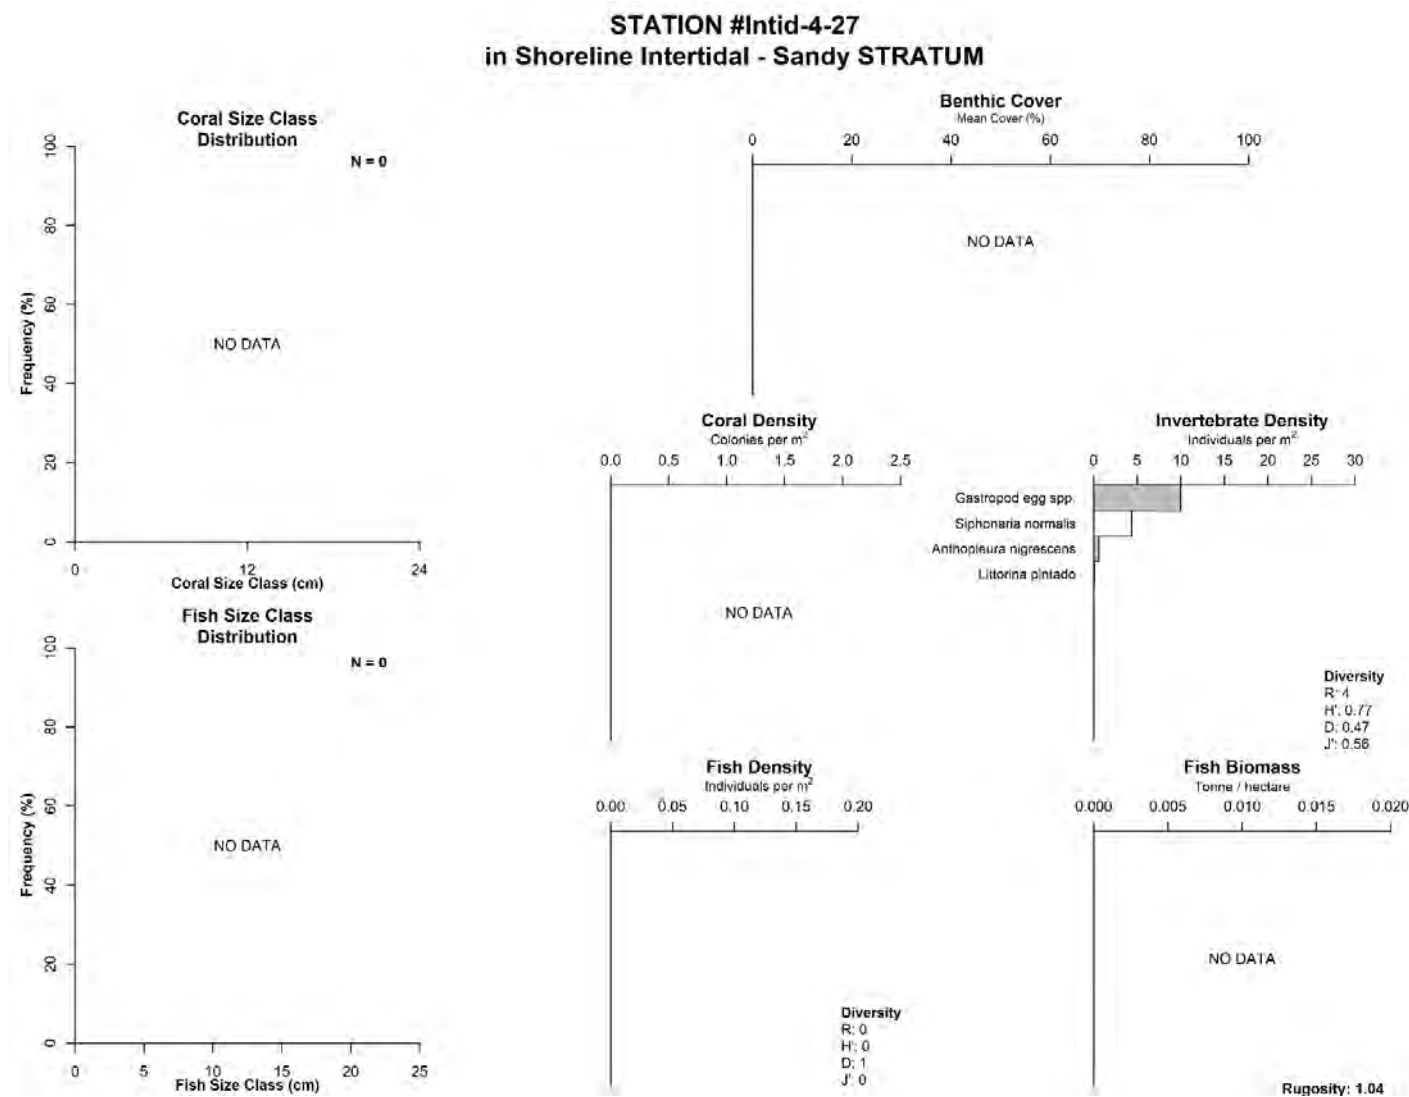 STATION #Intid-4-27
in Shoreline Intertidal - Sandy STRATUM
Coral Size Class
Distribution
N = 0
100
80
60
40
20
0
Frequency (%)
NO DATA
0 12 24
Coral Size Class (cm)
Benthic Cover
Mean Cover (%)
0 20 40 60 80 100
NO DATA
Coral Density
Colonies per m²
0.0 0.5 1.0 1.5 2.0 2.5
NO DATA
Invertebrate Density
Individuals per m²
0 5 10 15 20 25 30
Gastropod egg spp.
Siphonaria normalis
Anthopleura nigrescens
Littorina pintado
Diversity
R: 4
H': 0.77
D: 0.47
J': 0.56
Fish Size Class
Distribution
N = 0
100
80
60
40
20
0
Frequency (%)
NO DATA
0 5 10 15 20 25
Fish Size Class (cm)
Fish Density
Individuals per m²
0.00 0.05 0.10 0.15 0.20
Diversity
R: 0
H': 0
D: 1
J': 0
Fish Biomass
Tonne / hectare
0.000 0.005 0.010 0.015 0.020
NO DATA
Rugosity: 1.04